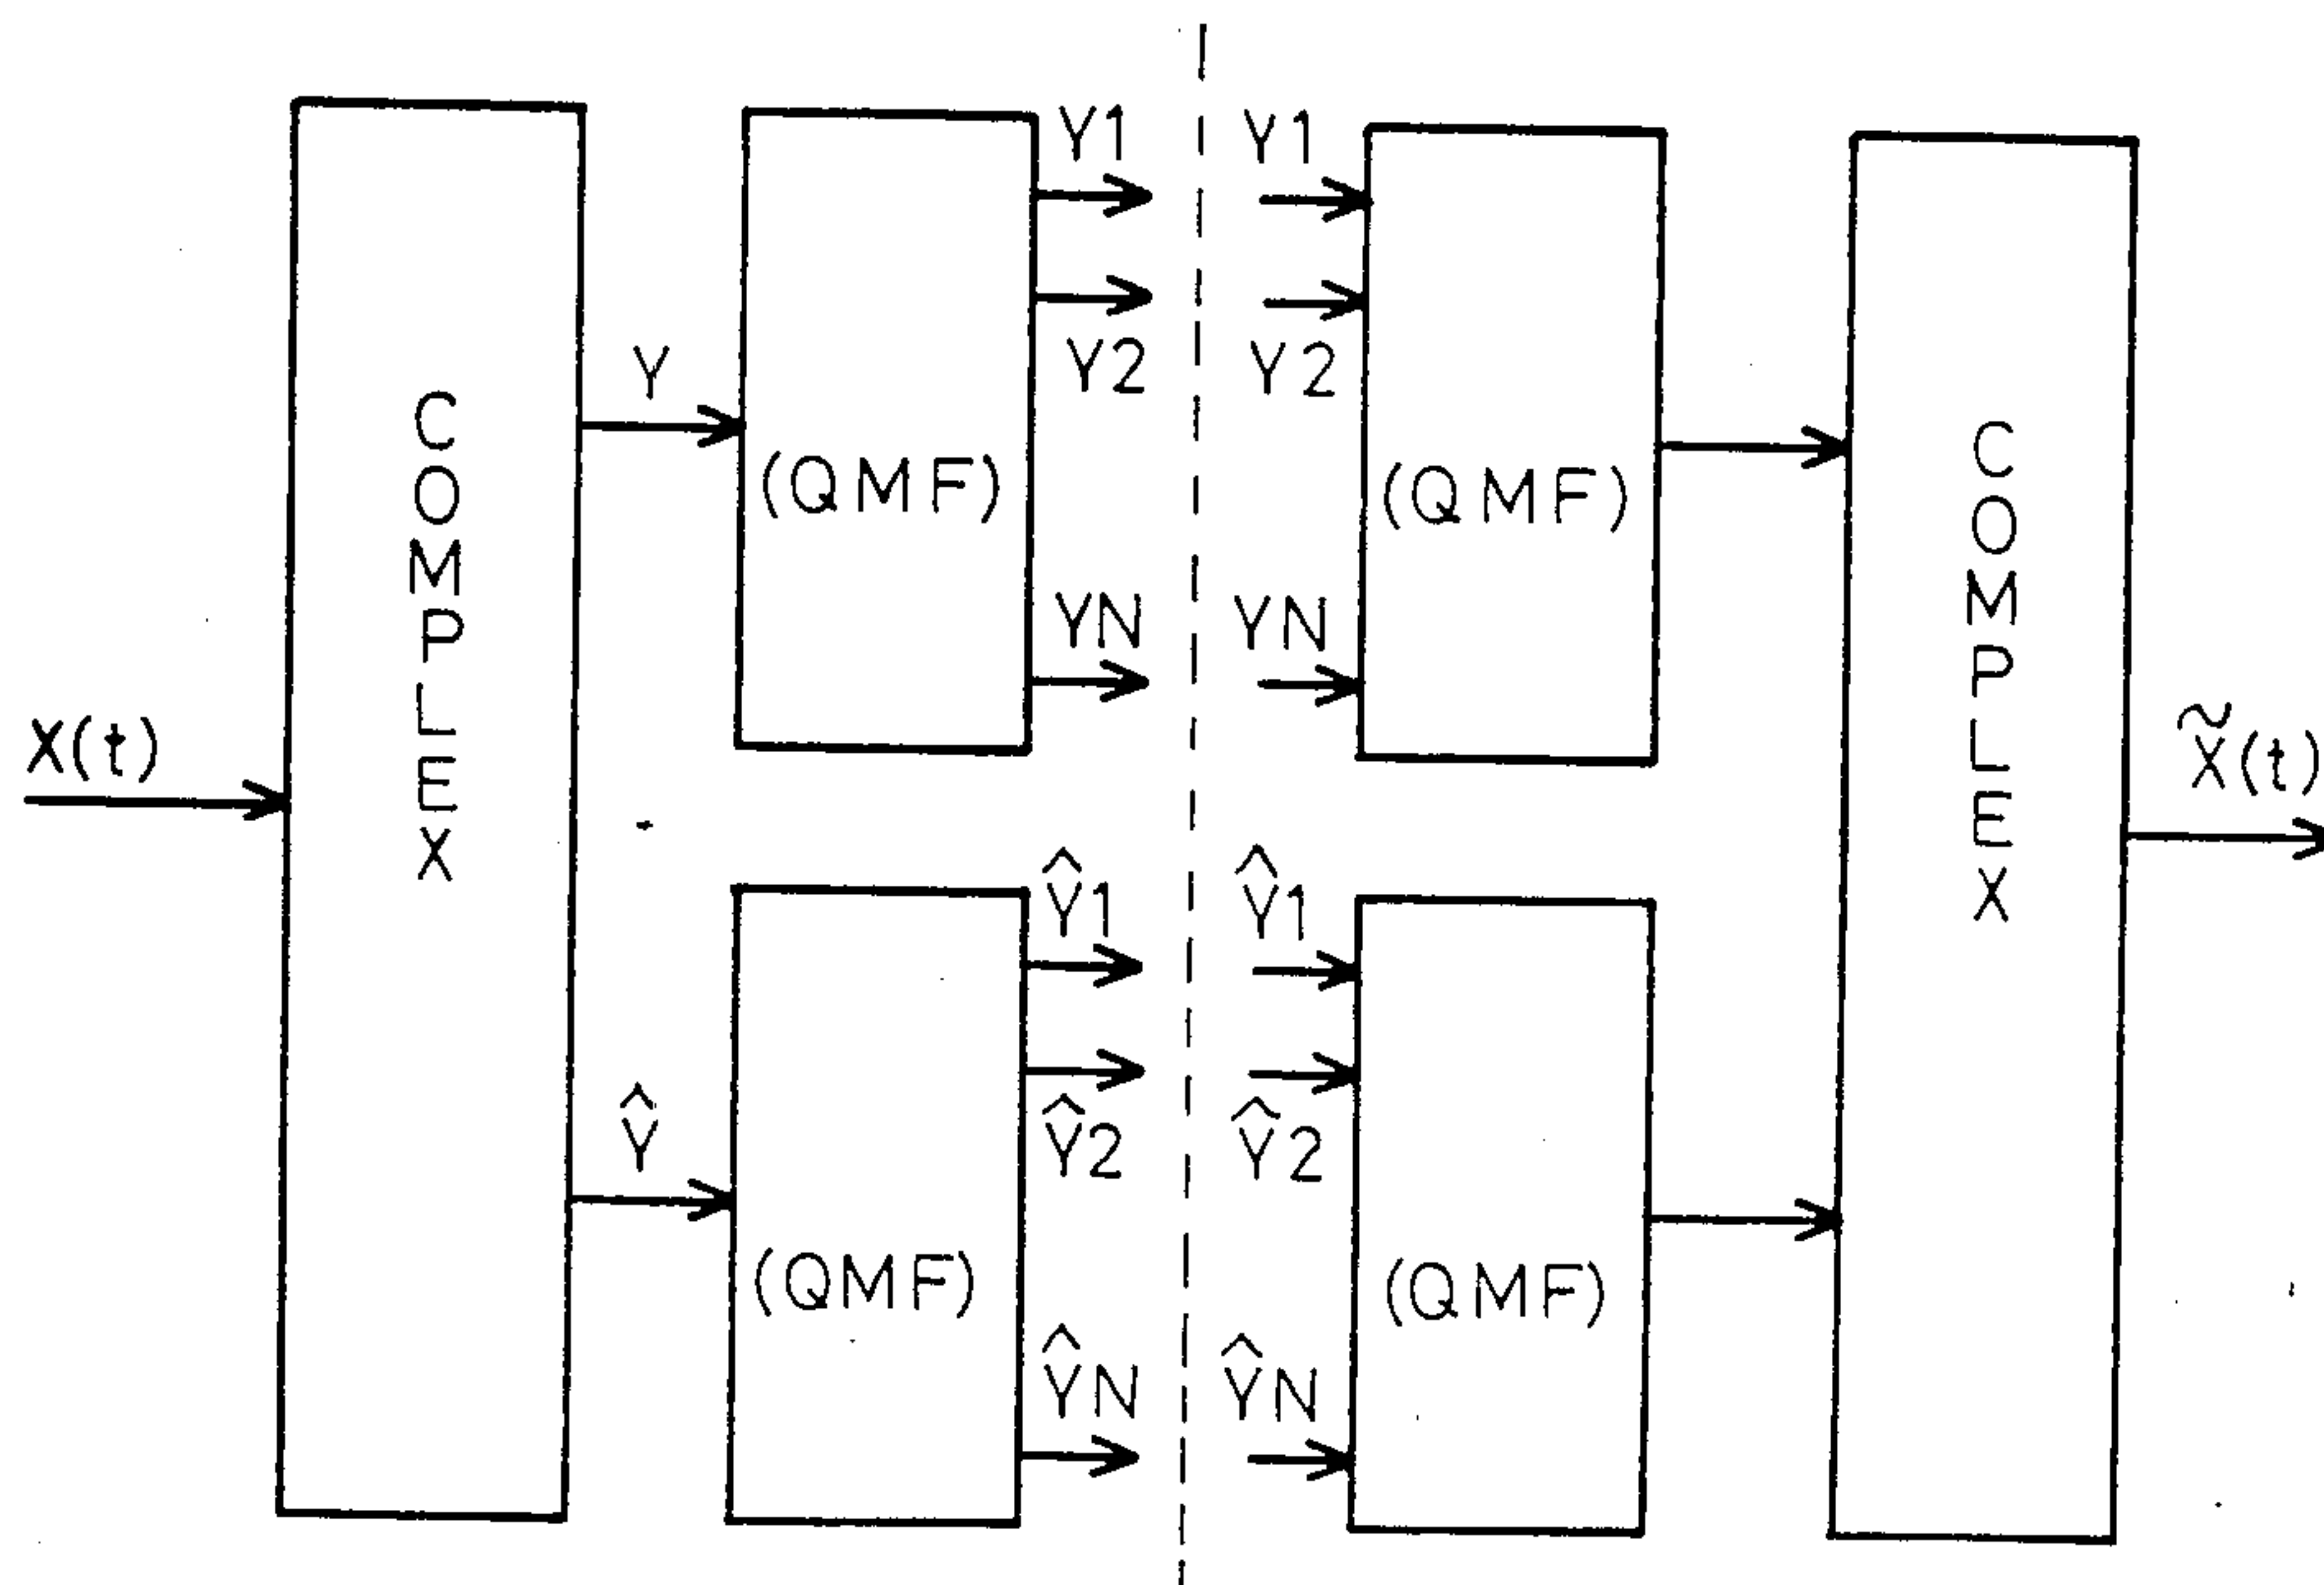 X(t)
COMPLEX
Y
Ŷ
(QMF)
Y1
Y2
YN
(QMF)
Ŷ1
Ŷ2
ŶN
Y1
Y2
YN
(QMF)
Ŷ1
Ŷ2
ŶN
(QMF)
COMPLEX
X̃(t)